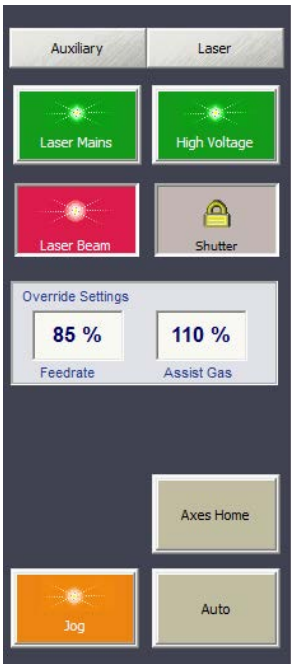 Auxiliary Laser
Laser Mains High Voltage
Laser Beam Shutter
Override Settings
85 % 110 %
Feedrate Assist Gas
Axes Home
Jog Auto